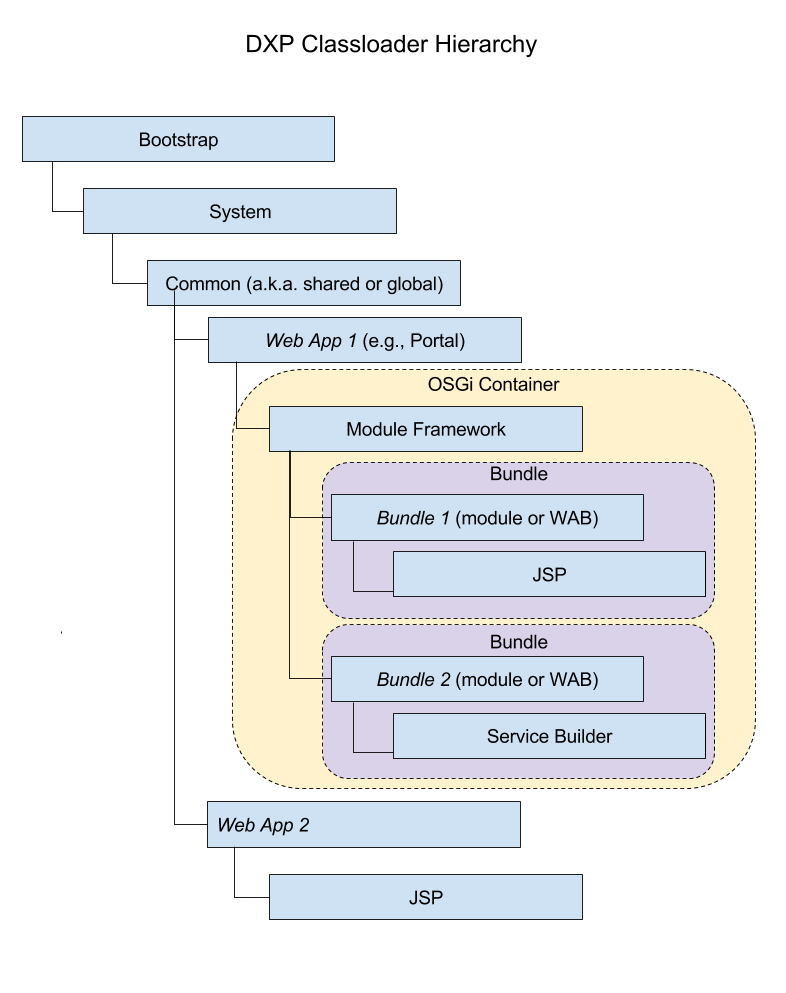 DXP Classloader Hierarchy
Bootstrap
System
Common (a.k.a. shared or global)
Web App 1 (e.g., Portal)
OSGi Container
Module Framework
Bundle
Bundle 1 (module or WAB)
JSP
Bundle
Bundle 2 (module or WAB)
Service Builder
Web App 2
JSP